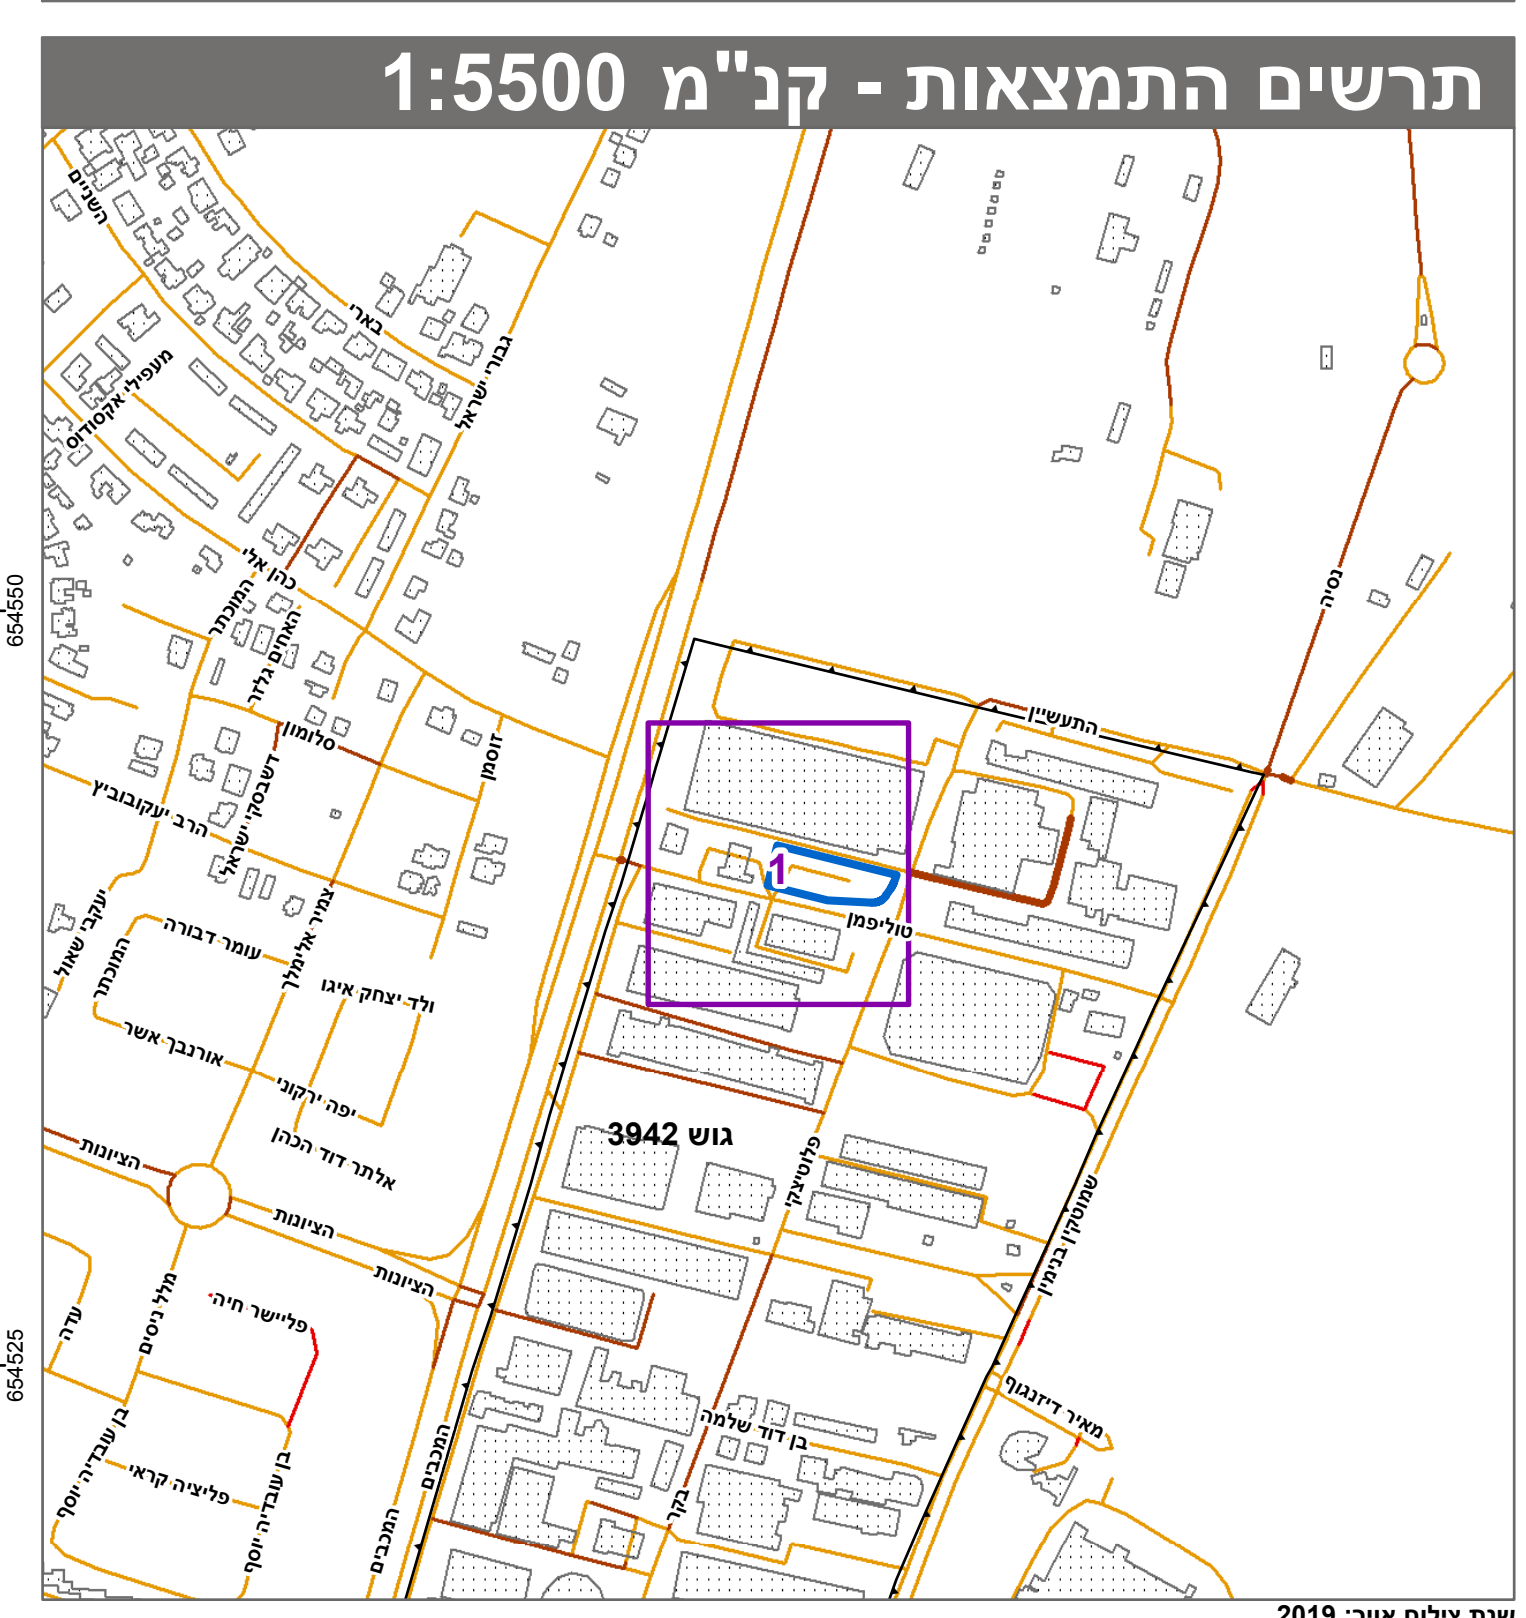 תרשים התמצאות - קנ"מ 1:5500
השניים
בארי
גבורי ישראל
מעפילי אקסודוס
כהן אלי
המוכתר
האחים גלזר
נסיה
654550
סלומון
זוסמן
התעשיין
דשבסקי ישראל
הרב יעקובוביץ
1
טוליפמן
יעקבי שאול
המוכתר
עומר דבורה
צמיר אלימלך
ולד יצחק איגו
אורנבך אשר
יפה ירקוני
אלתר דוד הכהן
גוש 3942
פלוטיצקי
שמוטקין בנימין
הציונות
הציונות
הציונות
פליישר חיה
מלל ניסים
עדה
654525
מאיר דיזנגוף
בן דוד שלמה
בקר
המכבים
המכבים
בן עובדיה יוסף
פליציה קראי
בן עובדיה יוסף
שנת צילום אוויר: 2019